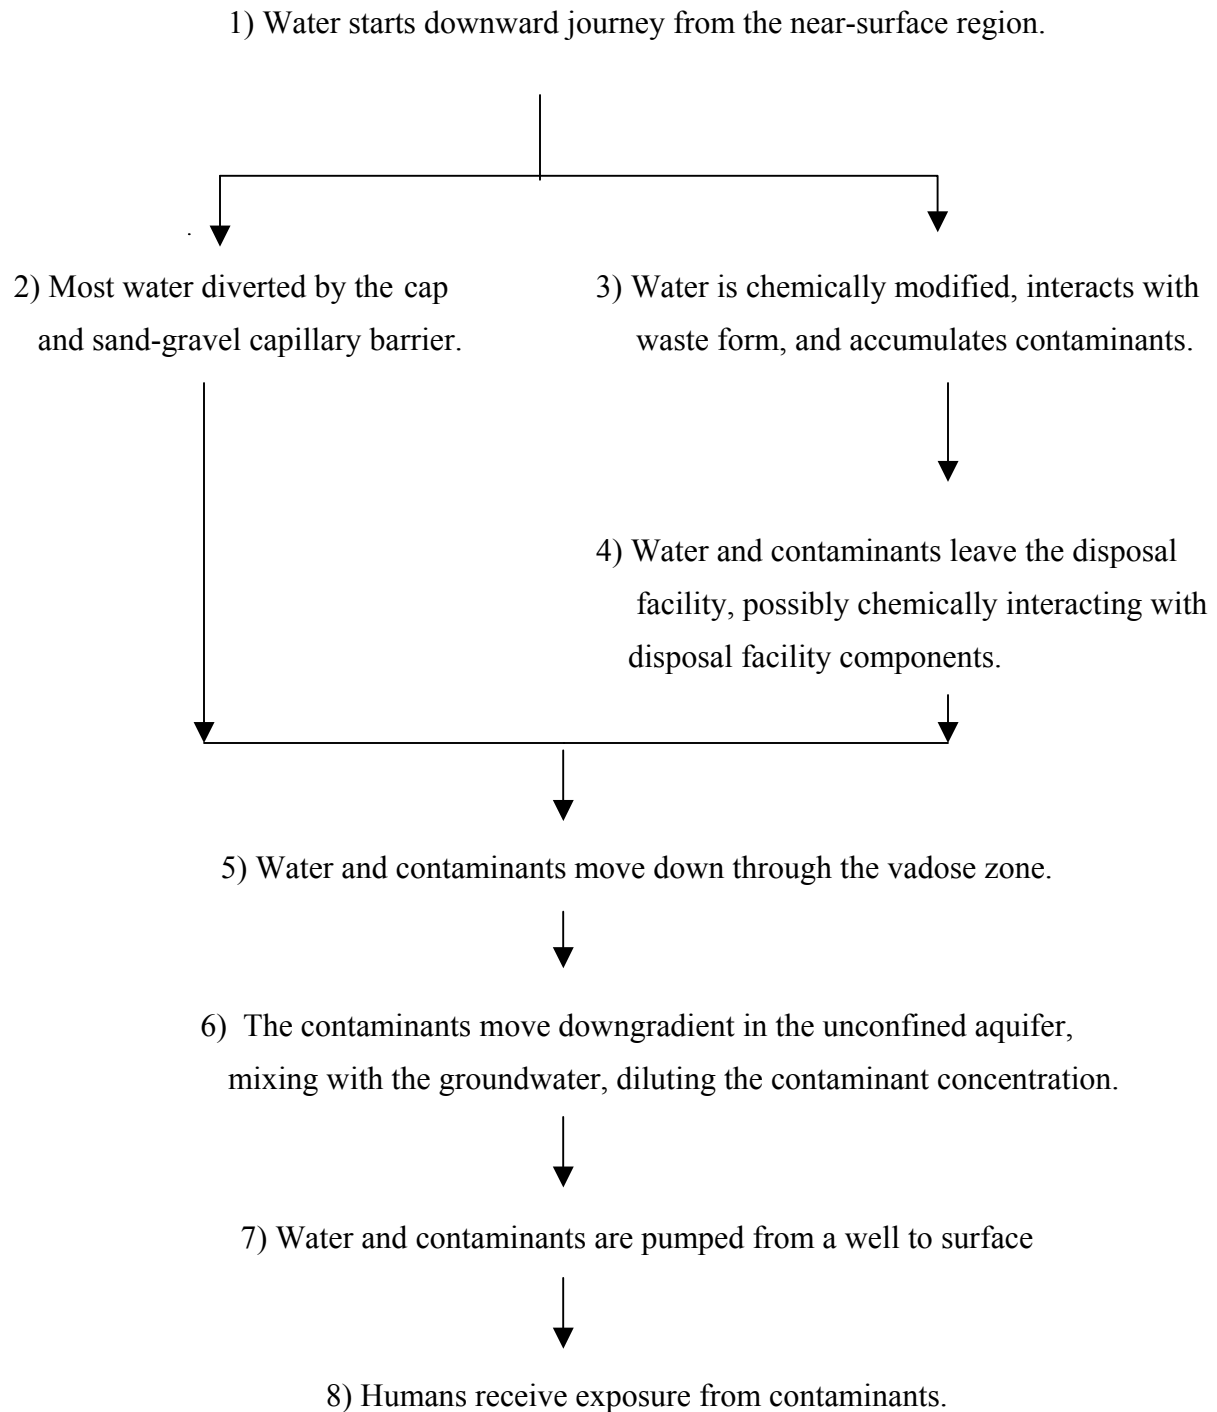 1) Water starts downward journey from the near-surface region.
2) Most water diverted by the cap
and sand-gravel capillary barrier.
3) Water is chemically modified, interacts with
waste form, and accumulates contaminants.
4) Water and contaminants leave the disposal
facility, possibly chemically interacting with
disposal facility components.
5) Water and contaminants move down through the vadose zone.
6) The contaminants move downgradient in the unconfined aquifer,
mixing with the groundwater, diluting the contaminant concentration.
7) Water and contaminants are pumped from a well to surface
8) Humans receive exposure from contaminants.